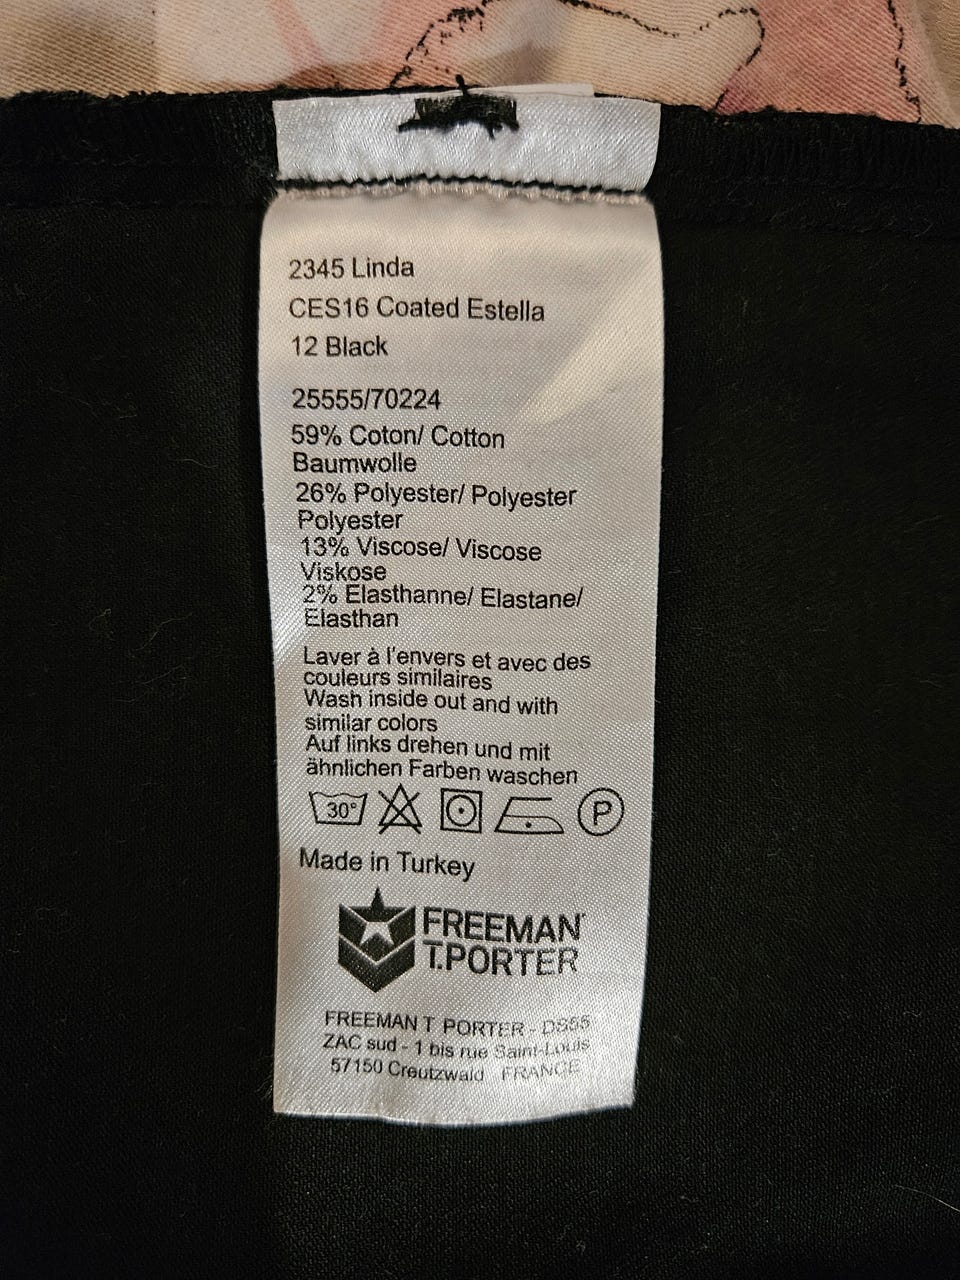 2345 Linda
CES16 Coated Estella
12 Black
25555/70224
59% Coton/ Cotton
Baumwolle
26% Polyester/ Polyester
Polyester
13% Viscose/ Viscose
Viskose
2% Elasthanne/ Elastane/
Elasthan
Laver à l'envers et avec des
couleurs similaires
Wash inside out and with
similar colors
Auf links drehen und mit
ähnlichen Farben waschen
30° P
Made in Turkey
FREEMAN
T.PORTER
FREEMAN T PORTER - DS55
ZAC sud - 1 bis rue Saint-Louis
57150 Creutzwald FRANCE